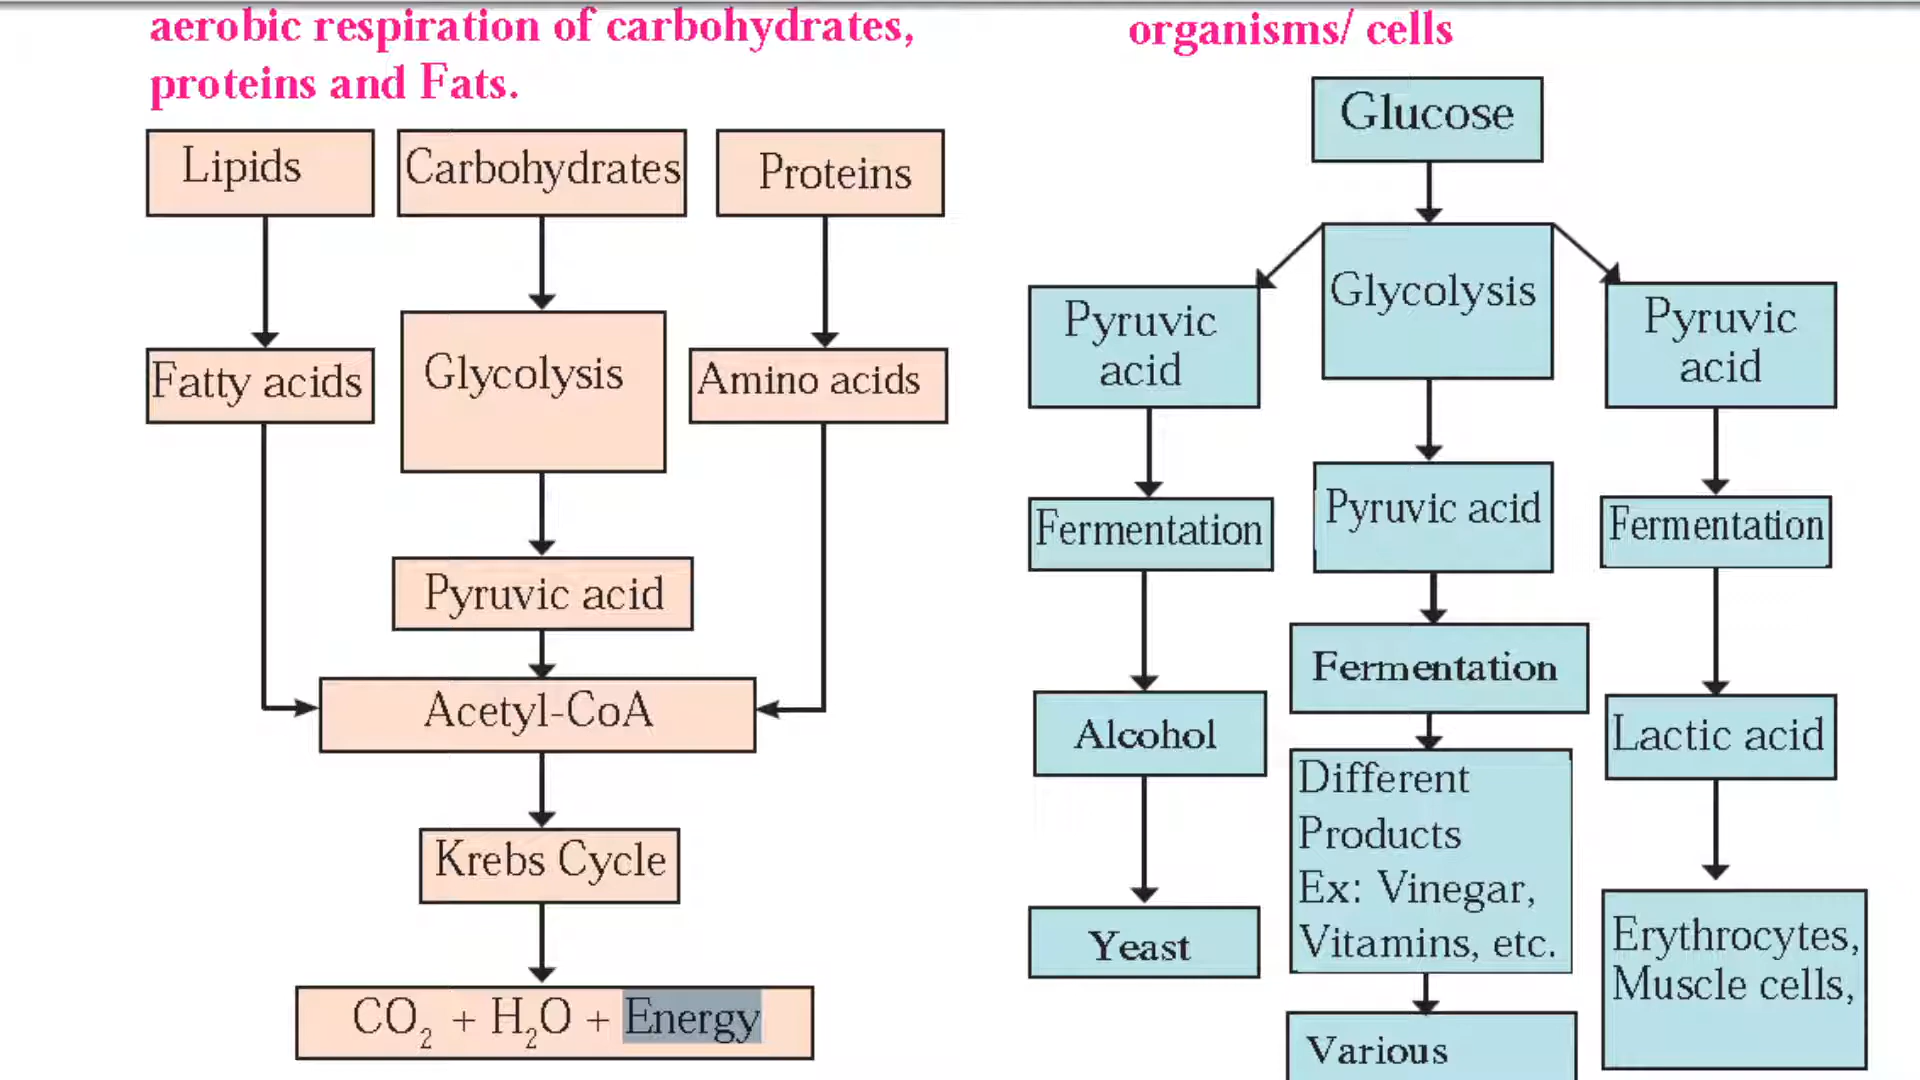 aerobic respiration of carbohydrates,
proteins and Fats.
Lipids
Carbohydrates
Proteins
Fatty acids
Glycolysis
Amino acids
Pyruvic acid
Acetyl-CoA
Krebs Cycle
CO₂ + H₂O + Energy
organisms/ cells
Glucose
Glycolysis
Pyruvic
acid
Pyruvic
acid
Fermentation
Pyruvic acid
Fermentation
Fermentation
Alcohol
Lactic acid
Different
Products
Ex: Vinegar,
Vitamins, etc.
Yeast
Erythrocytes,
Muscle cells,
Various